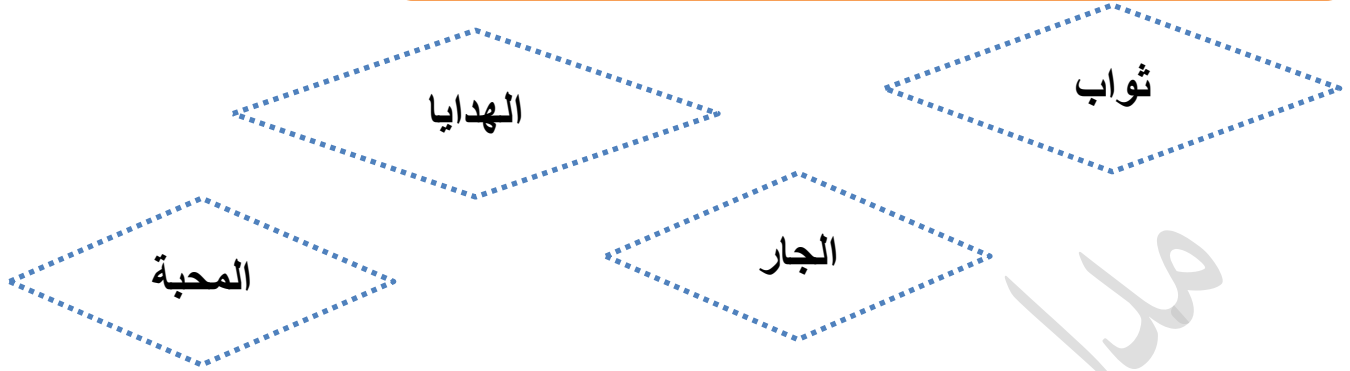 ثواب
الهدايا
الجار
المحبة